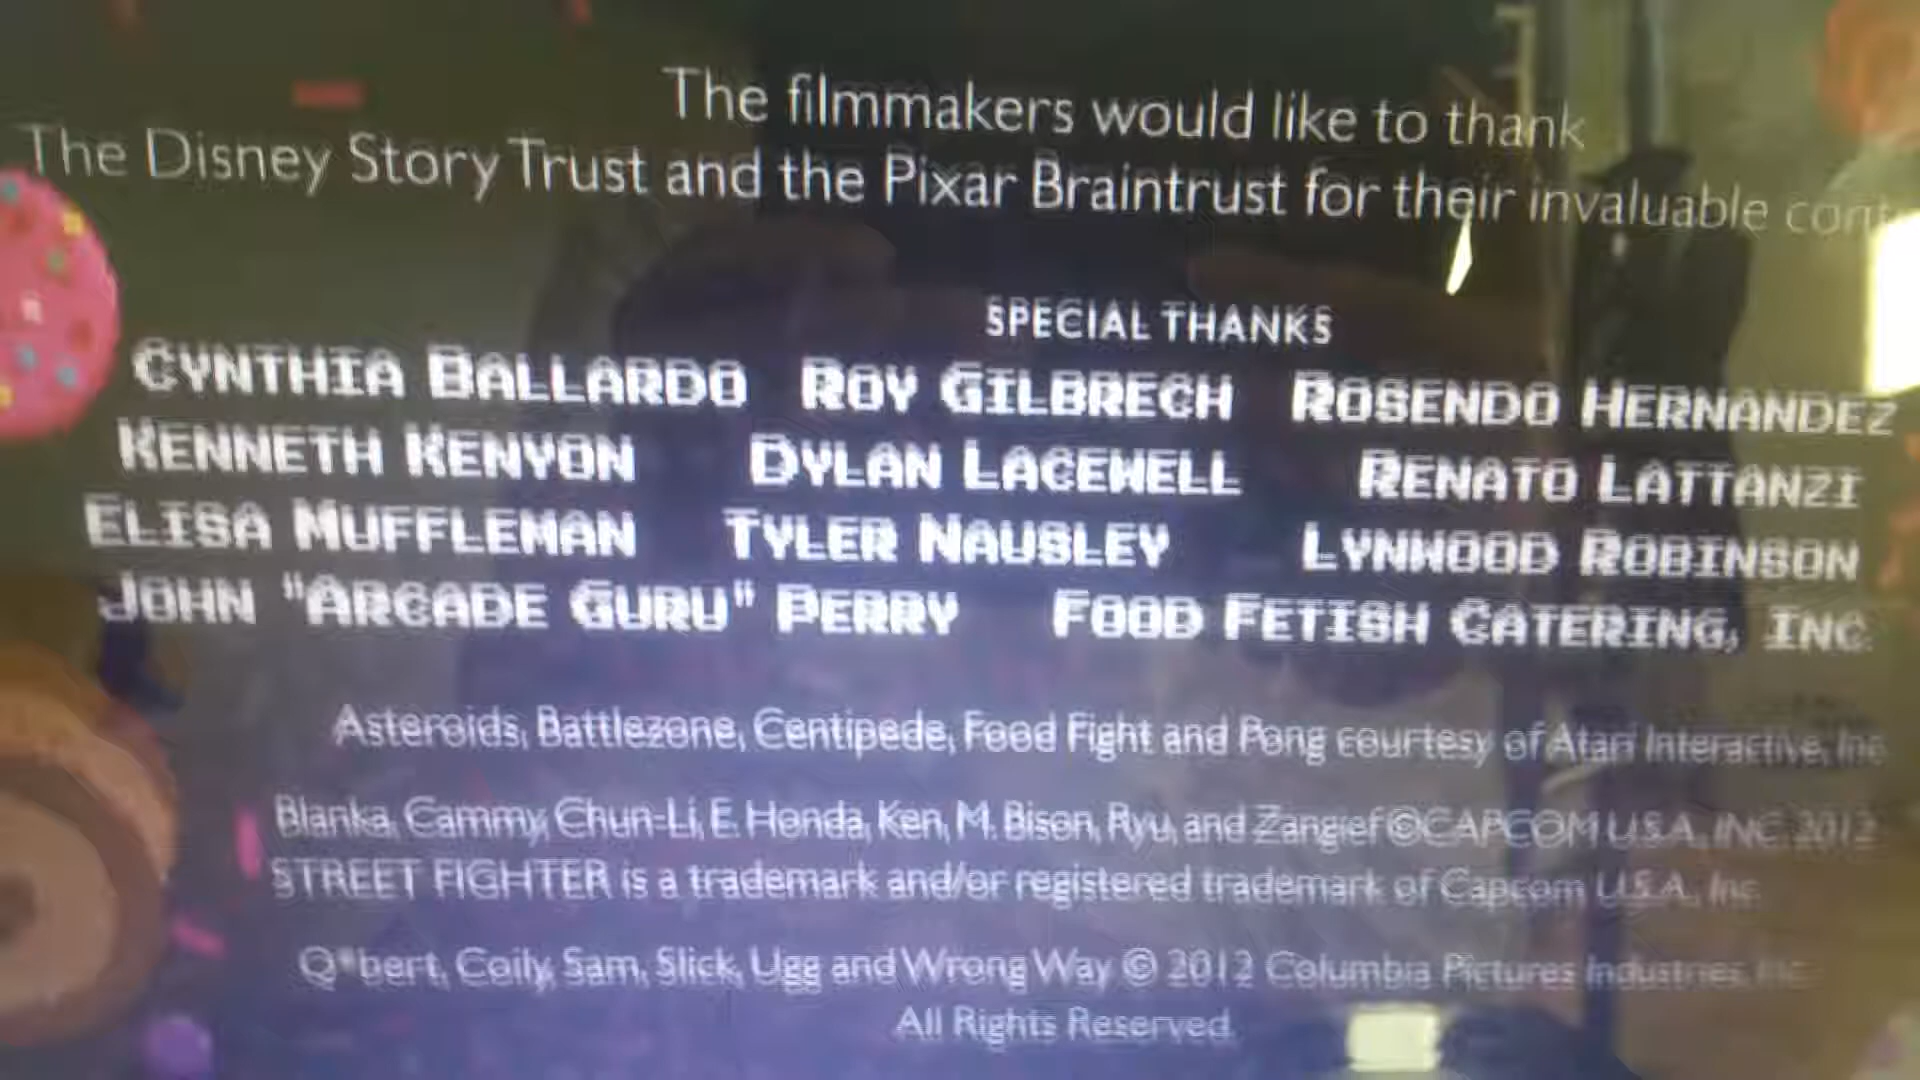 The filmmakers would like to thank
The Disney Story Trust and the Pixar Braintrust for their invaluable
SPECIAL THANKS
CYNTHIA BALLARDO ROY GILBRECH ROSENDO HERNANDEZ
KENNETH KENYON DYLAN LACEWELL RENATO LATTANZI
ELISA MUFFLEMAN TYLER NAUSLEY LYNWOOD ROBINSON
JOHN "ARCADE GURU" PERRY FOOD FETISH CATERING, INC.
Asteroids, Battlezone, Centipede, Food Fight and Pong courtesy of Atari Interactive, Inc
Blanka, Cammy, Chun-Li, E. Honda, Ken, M. Bison, Ryu, and Zangief ©CAPCOM U.S.A., INC. 2012
STREET FIGHTER is a trademark and/or registered trademark of Capcom U.S.A., Inc.
Q*bert, Coily, Sam, Slick, Ugg and Wrong Way © 2012 Columbia Pictures Industries, Inc.
All Rights Reserved.